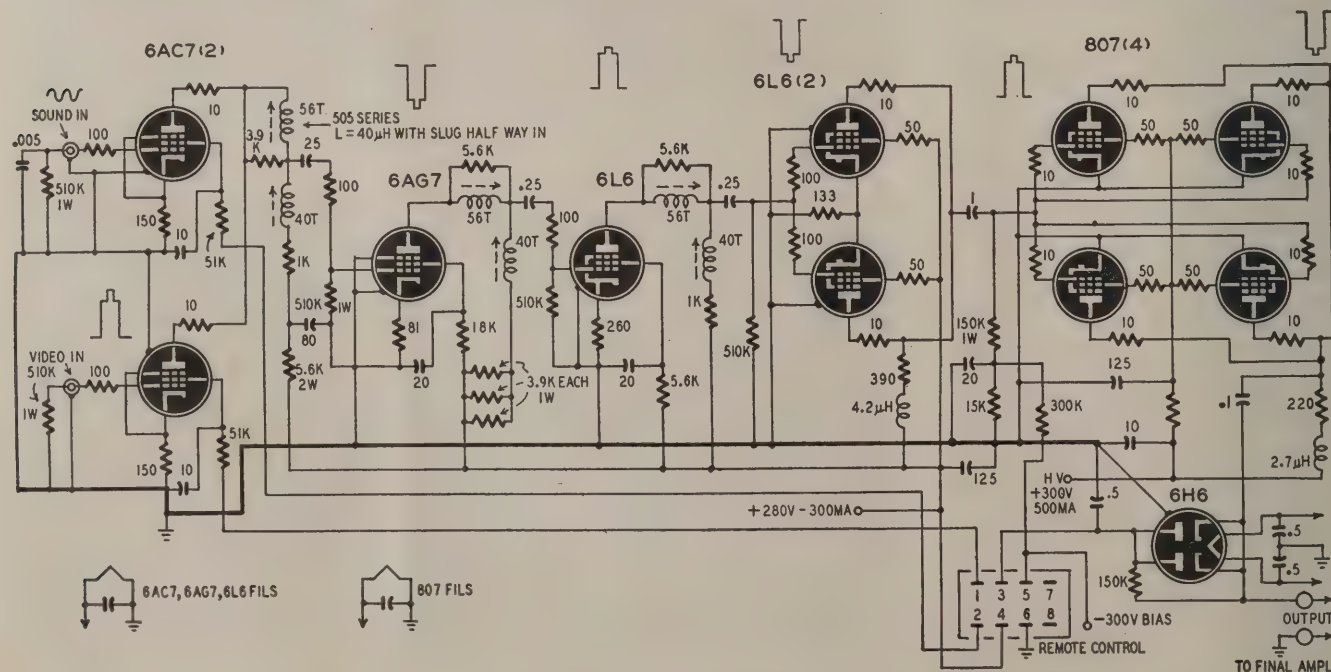 6AC7(2)
SOUND IN
.005
100
510K
1W
150
10
10
51K
3.9
K
56T
505 SERIES
L = 40µH WITH SLUG HALF WAY IN
25
40T
1K
100
510K
1W
80
5.6K
2W
VIDEO IN
510K
1W
100
10
150
10
51K
6AG7
5.6K
56T
.25
40T
81
20
18K
3.9K EACH
1W
6L6
100
510K
260
20
5.6K
5.6K
56T
.25
40T
1K
510K
6L6(2)
10
50
100
133
100
50
10
390
4.2µH
807(4)
1
150K
1W
20
15K
300K
125
10
10
50
50
10
10
10
50
50
10
10
10
125
10
.1
220
2.7µH
HV
+300V
500MA
+280V - 300MA
.5
6H6
150K
.5
.5
OUTPUT
TO FINAL AMPL
1 3 5 7
2 4 6 8
-300V BIAS
REMOTE CONTROL
6AC7, 6AG7, 6L6 FILS
807 FILS